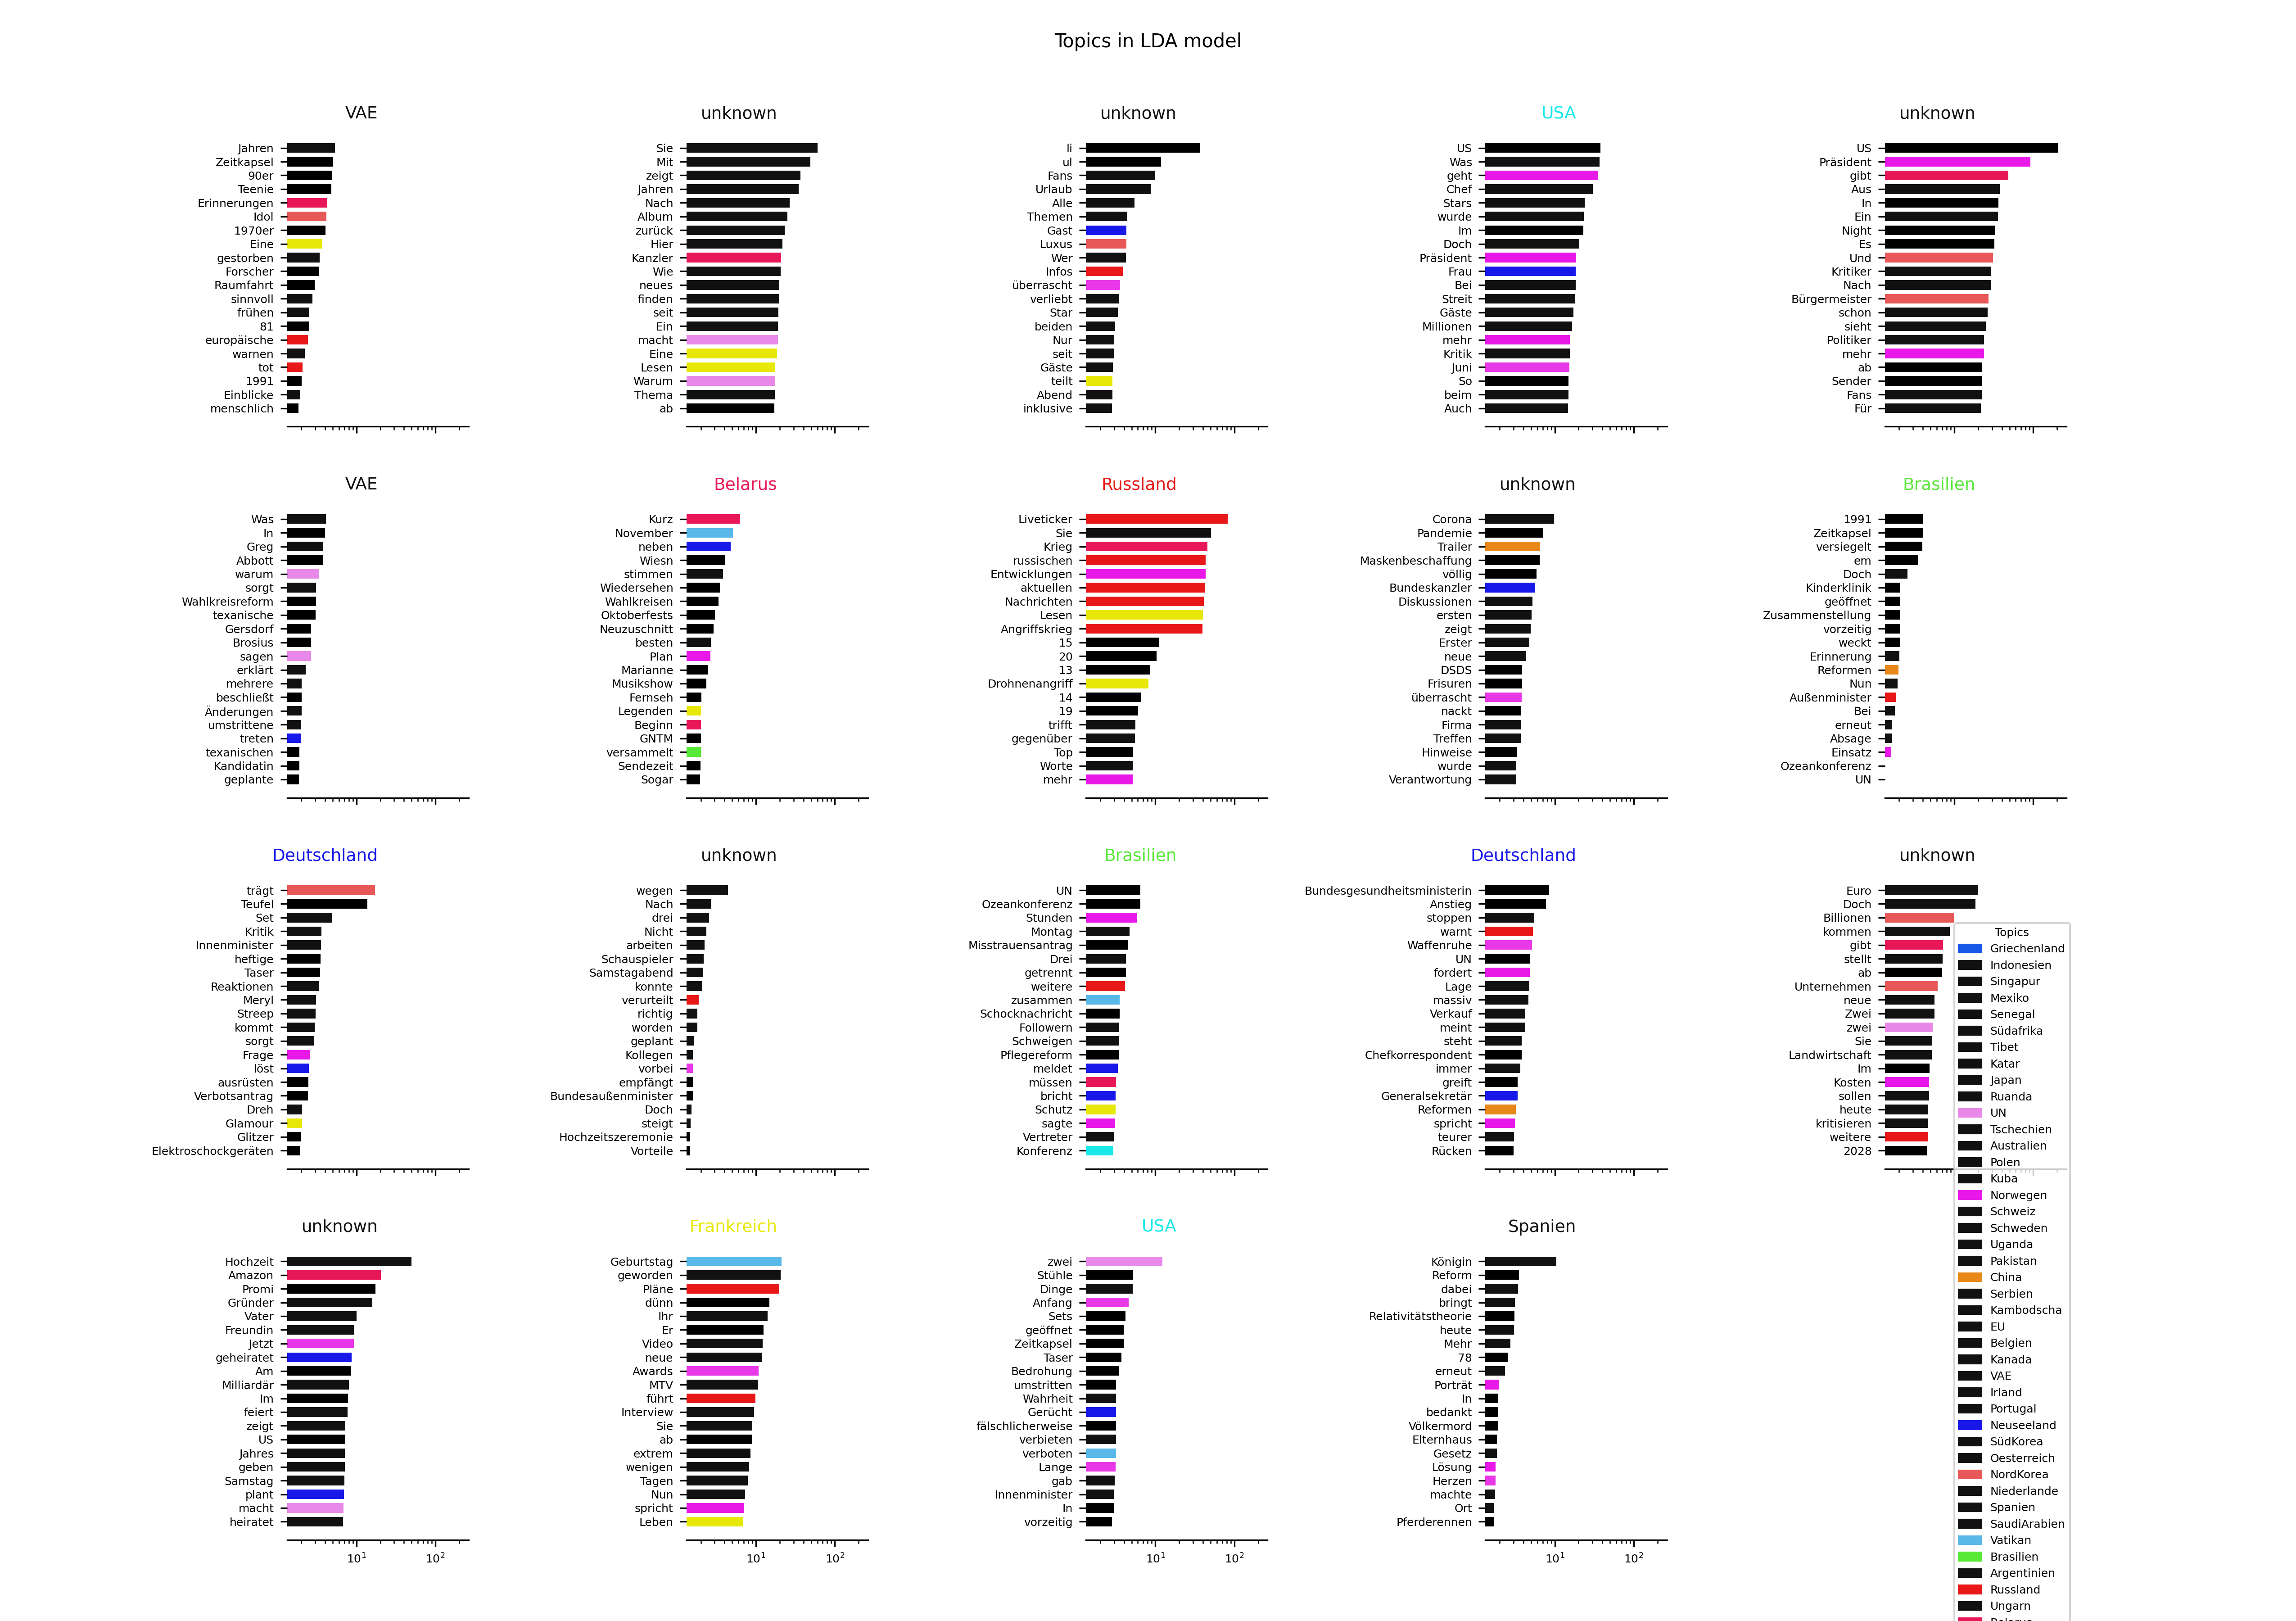 Topics in LDA model
VAE
Jahren
Zeitkapsel
90er
Teenie
Erinnerungen
Idol
1970er
Eine
gestorben
Forscher
Raumfahrt
sinnvoll
frühen
81
europäische
warnen
tot
1991
Einblicke
menschlich
unknown
Sie
Mit
zeigt
Jahren
Nach
Album
zurück
Hier
Kanzler
Wie
neues
finden
seit
Ein
macht
Eine
Lesen
Warum
Thema
ab
unknown
li
ul
Fans
Urlaub
Alle
Themen
Gast
Luxus
Wer
Infos
überrascht
verliebt
Star
beiden
Nur
seit
Gäste
teilt
Abend
inklusive
USA
US
Was
geht
Chef
Stars
wurde
Im
Doch
Präsident
Frau
Bei
Streit
Gäste
Millionen
mehr
Kritik
Juni
So
beim
Auch
unknown
US
Präsident
gibt
Aus
In
Ein
Night
Es
Und
Kritiker
Nach
Bürgermeister
schon
sieht
Politiker
mehr
ab
Sender
Fans
Für
VAE
Was
In
Greg
Abbott
warum
sorgt
Wahlkreisreform
texanische
Gersdorf
Brosius
sagen
erklärt
mehrere
beschließt
Änderungen
umstrittene
treten
texanischen
Kandidatin
geplante
Belarus
Kurz
November
neben
Wiesn
stimmen
Wiedersehen
Wahlkreisen
Oktoberfests
Neuzuschnitt
besten
Plan
Marianne
Musikshow
Fernseh
Legenden
Beginn
GNTM
versammelt
Sendezeit
Sogar
Russland
Liveticker
Sie
Krieg
russischen
Entwicklungen
aktuellen
Nachrichten
Lesen
Angriffskrieg
15
20
13
Drohnenangriff
14
19
trifft
gegenüber
Top
Worte
mehr
unknown
Corona
Pandemie
Trailer
Maskenbeschaffung
völlig
Bundeskanzler
Diskussionen
ersten
zeigt
Erster
neue
DSDS
Frisuren
überrascht
nackt
Firma
Treffen
Hinweise
wurde
Verantwortung
Brasilien
1991
Zeitkapsel
versiegelt
em
Doch
Kinderklinik
geöffnet
Zusammenstellung
vorzeitig
weckt
Erinnerung
Reformen
Nun
Außenminister
Bei
erneut
Absage
Einsatz
Ozeankonferenz
UN
Deutschland
trägt
Teufel
Set
Kritik
Innenminister
heftige
Taser
Reaktionen
Meryl
Streep
kommt
sorgt
Frage
löst
ausrüsten
Verbotsantrag
Dreh
Glamour
Glitzer
Elektroschockgeräten
unknown
wegen
Nach
drei
Nicht
arbeiten
Schauspieler
Samstagabend
konnte
verurteilt
richtig
worden
geplant
Kollegen
vorbei
empfängt
Bundesaußenminister
Doch
steigt
Hochzeitszeremonie
Vorteile
Brasilien
UN
Ozeankonferenz
Stunden
Montag
Misstrauensantrag
Drei
getrennt
weitere
zusammen
Schocknachricht
Followern
Schweigen
Pflegereform
meldet
müssen
bricht
Schutz
sagte
Vertreter
Konferenz
Deutschland
Bundesgesundheitsministerin
Anstieg
stoppen
warnt
Waffenruhe
UN
fordert
Lage
massiv
Verkauf
meint
steht
Chefkorrespondent
immer
greift
Generalsekretär
Reformen
spricht
teurer
Rücken
unknown
Euro
Doch
Billionen
kommen
gibt
stellt
ab
Unternehmen
neue
Zwei
zwei
Sie
Landwirtschaft
Im
Kosten
sollen
heute
kritisieren
weitere
2028
unknown
Hochzeit
Amazon
Promi
Gründer
Vater
Freundin
Jetzt
geheiratet
Am
Milliardär
Im
feiert
zeigt
US
Jahres
geben
Samstag
plant
macht
heiratet
10¹ 10²
Frankreich
Geburtstag
geworden
Pläne
dünn
Ihr
Er
Video
neue
Awards
MTV
führt
Interview
Sie
ab
extrem
wenigen
Tagen
Nun
spricht
Leben
10¹ 10²
USA
zwei
Stühle
Dinge
Anfang
Sets
geöffnet
Zeitkapsel
Taser
Bedrohung
umstritten
Wahrheit
Gerücht
fälschlicherweise
verbieten
verboten
Lange
gab
Innenminister
In
vorzeitig
10¹ 10²
Spanien
Königin
Reform
dabei
bringt
Relativitätstheorie
heute
Mehr
78
erneut
Porträt
In
bedankt
Völkermord
Elternhaus
Gesetz
Lösung
Herzen
machte
Ort
Pferderennen
10¹ 10²
Topics
Griechenland
Indonesien
Singapur
Mexiko
Senegal
Südafrika
Tibet
Katar
Japan
Ruanda
UN
Tschechien
Australien
Polen
Kuba
Norwegen
Schweiz
Schweden
Uganda
Pakistan
China
Serbien
Kambodscha
EU
Belgien
Kanada
VAE
Irland
Portugal
Neuseeland
SüdKorea
Oesterreich
NordKorea
Niederlande
Spanien
SaudiArabien
Vatikan
Brasilien
Argentinien
Russland
Ungarn